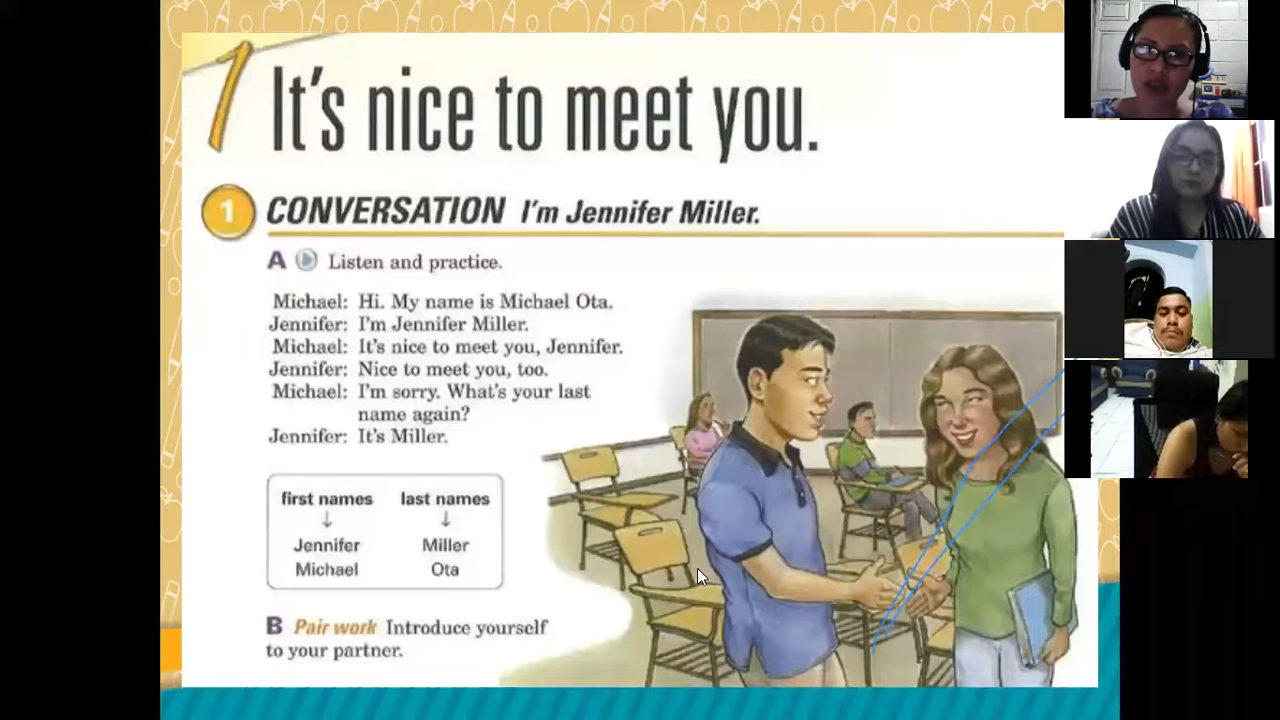 1 It's nice to meet you.
1 CONVERSATION I'm Jennifer Miller.
A Listen and practice.
Michael: Hi. My name is Michael Ota.
Jennifer: I'm Jennifer Miller.
Michael: It's nice to meet you, Jennifer.
Jennifer: Nice to meet you, too.
Michael: I'm sorry. What's your last
name again?
Jennifer: It's Miller.
first names last names
↓ ↓
Jennifer Miller
Michael Ota
B Pair work Introduce yourself
to your partner.